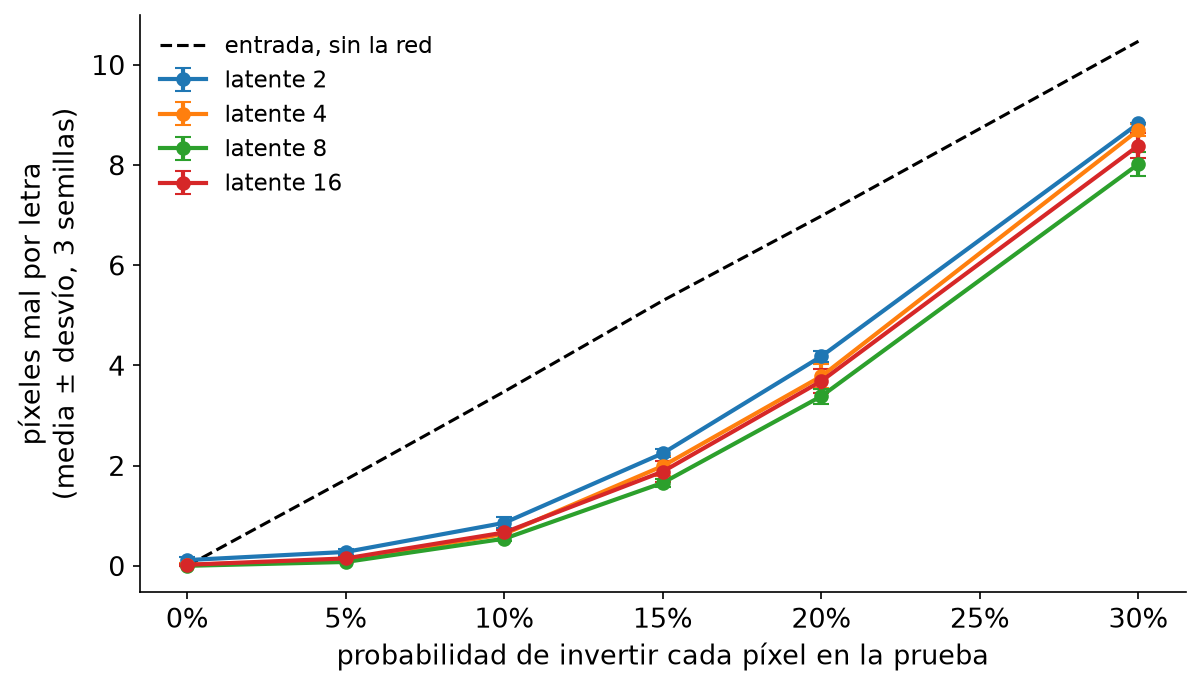 entrada, sin la red
latente 2
latente 4
latente 8
latente 16
píxeles mal por letra
(media ± desvío, 3 semillas)
10
8
6
4
2
0
0% 5% 10% 15% 20% 25% 30%
probabilidad de invertir cada píxel en la prueba